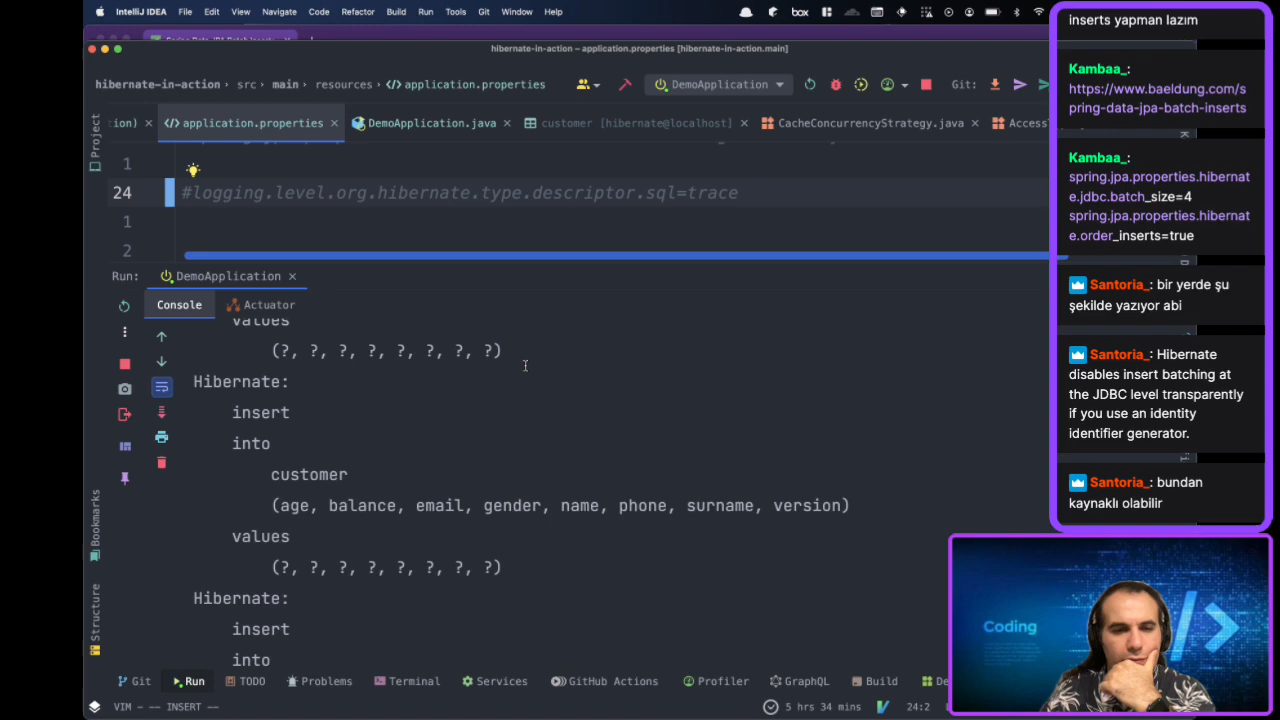 IntelliJ IDEA File Edit View Navigate Code Refactor Build Run Tools Git Window Help
hibernate-in-action – application.properties [hibernate-in-action.main]
hibernate-in-action › src › main › resources › application.properties
DemoApplication
Git:
ion)
application.properties
DemoApplication.java
customer [hibernate@localhost]
CacheConcurrencyStrategy.java
Access
Project
1
24 #logging.level.org.hibernate.type.descriptor.sql=trace
1
2
Run: DemoApplication
Console
Actuator
values
(?, ?, ?, ?, ?, ?, ?, ?)
Hibernate:
insert
into
customer
(age, balance, email, gender, name, phone, surname, version)
values
(?, ?, ?, ?, ?, ?, ?, ?)
Hibernate:
insert
into
Bookmarks
Structure
Git Run TODO Problems Terminal Services GitHub Actions Profiler GraphQL Build De
VIM – –– INSERT ––
5 hrs 34 mins
24:2
inserts yapman lazım
Kambaa_:
https://www.baeldung.com/s
pring-data-jpa-batch-inserts
Kambaa_:
spring.jpa.properties.hibernat
e.jdbc.batch_size=4
spring.jpa.properties.hibernat
e.order_inserts=true
Santoria_: bir yerde şu
şekilde yazıyor abi
Santoria_: Hibernate
disables insert batching at
the JDBC level transparently
if you use an identity
identifier generator.
Santoria_: bundan
kaynaklı olabilir
Coding